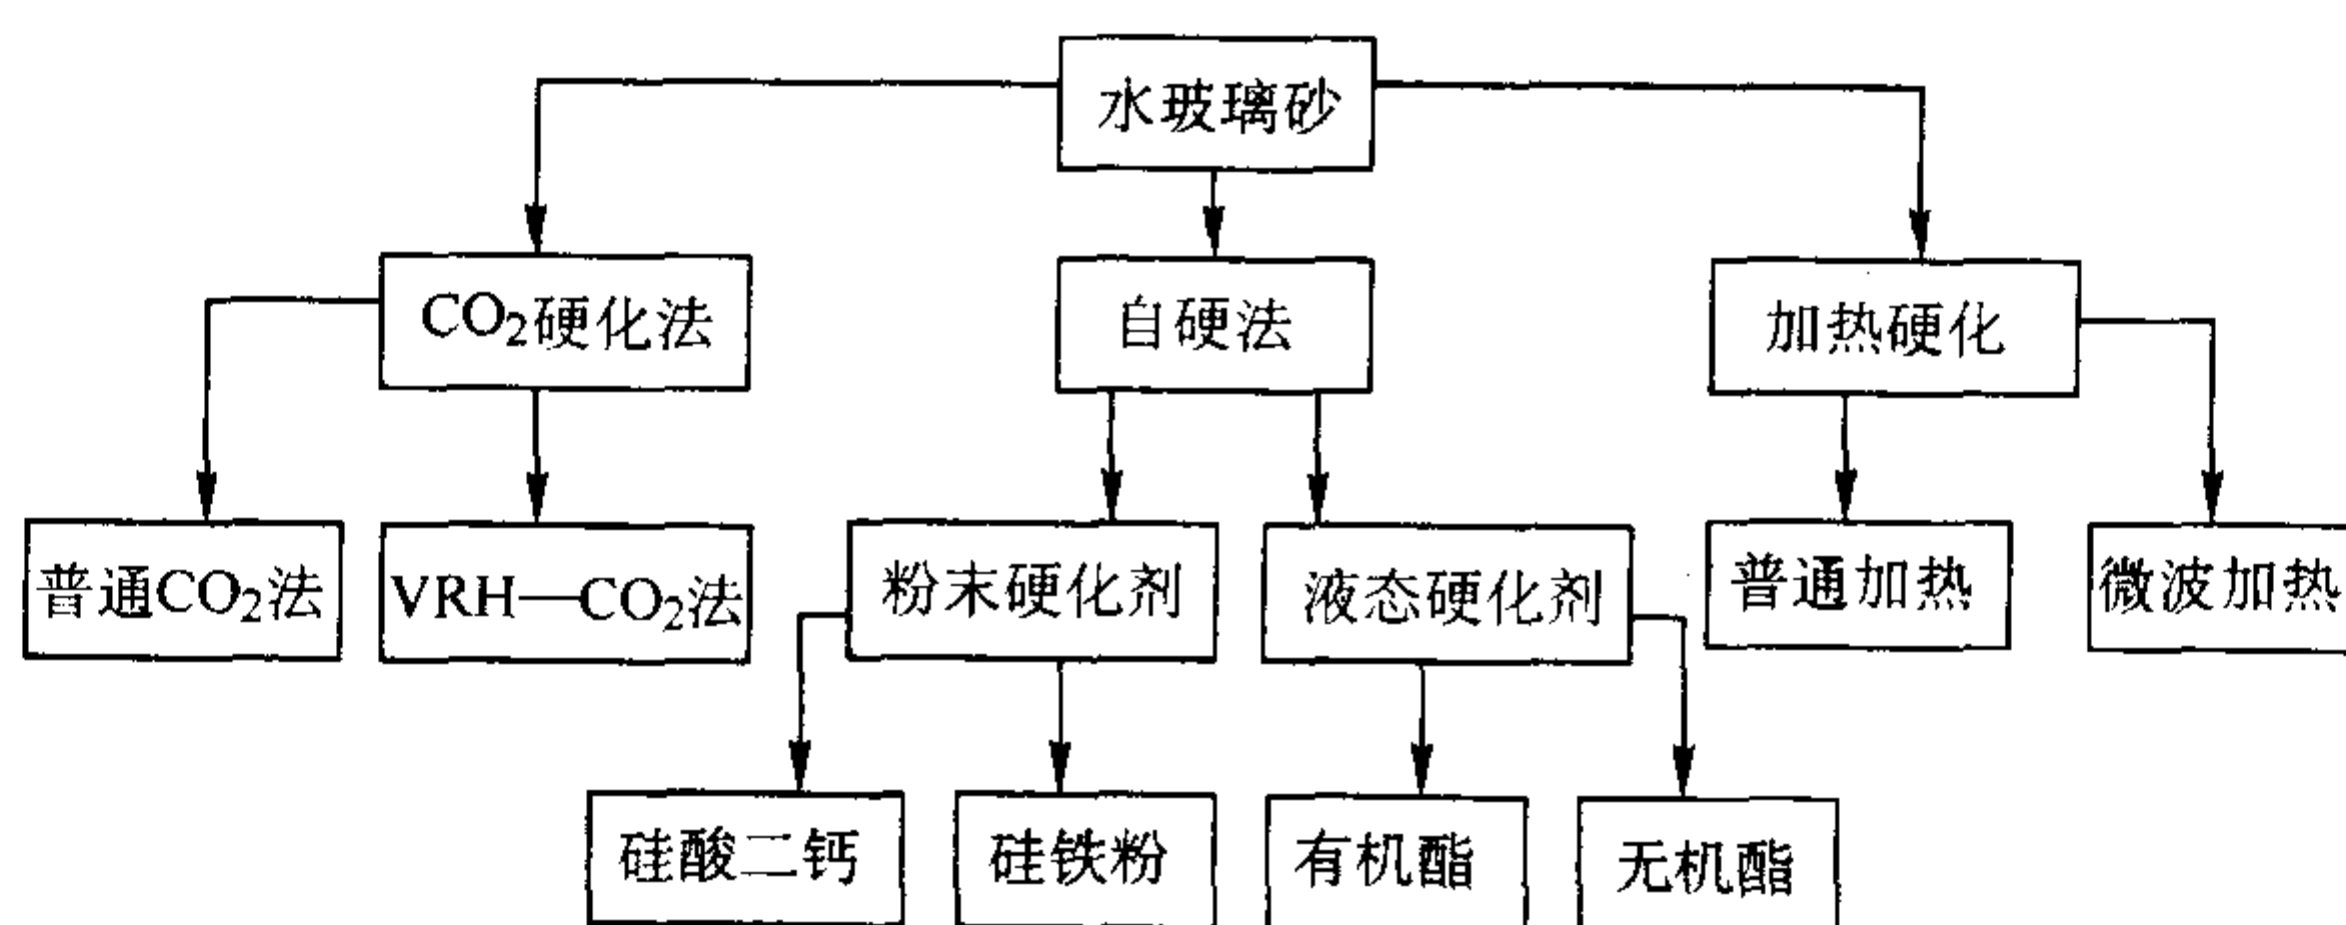 水玻璃砂
CO₂硬化法
自硬法
加热硬化
普通CO₂法
VRH—CO₂法
粉末硬化剂
液态硬化剂
普通加热
微波加热
硅酸二钙
硅铁粉
有机酯
无机酯